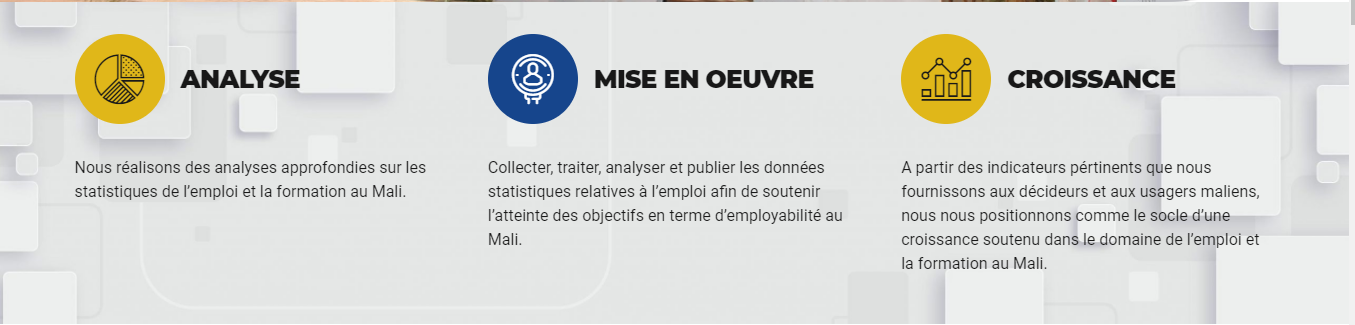 ANALYSE
Nous réalisons des analyses approfondies sur les
statistiques de l'emploi et la formation au Mali.
MISE EN OEUVRE
Collecter, traiter, analyser et publier les données
statistiques relatives à l'emploi afin de soutenir
l'atteinte des objectifs en terme d'employabilité au
Mali.
CROISSANCE
A partir des indicateurs pértinents que nous
fournissons aux décideurs et aux usagers maliens,
nous nous positionnons comme le socle d'une
croissance soutenu dans le domaine de l'emploi et
la formation au Mali.